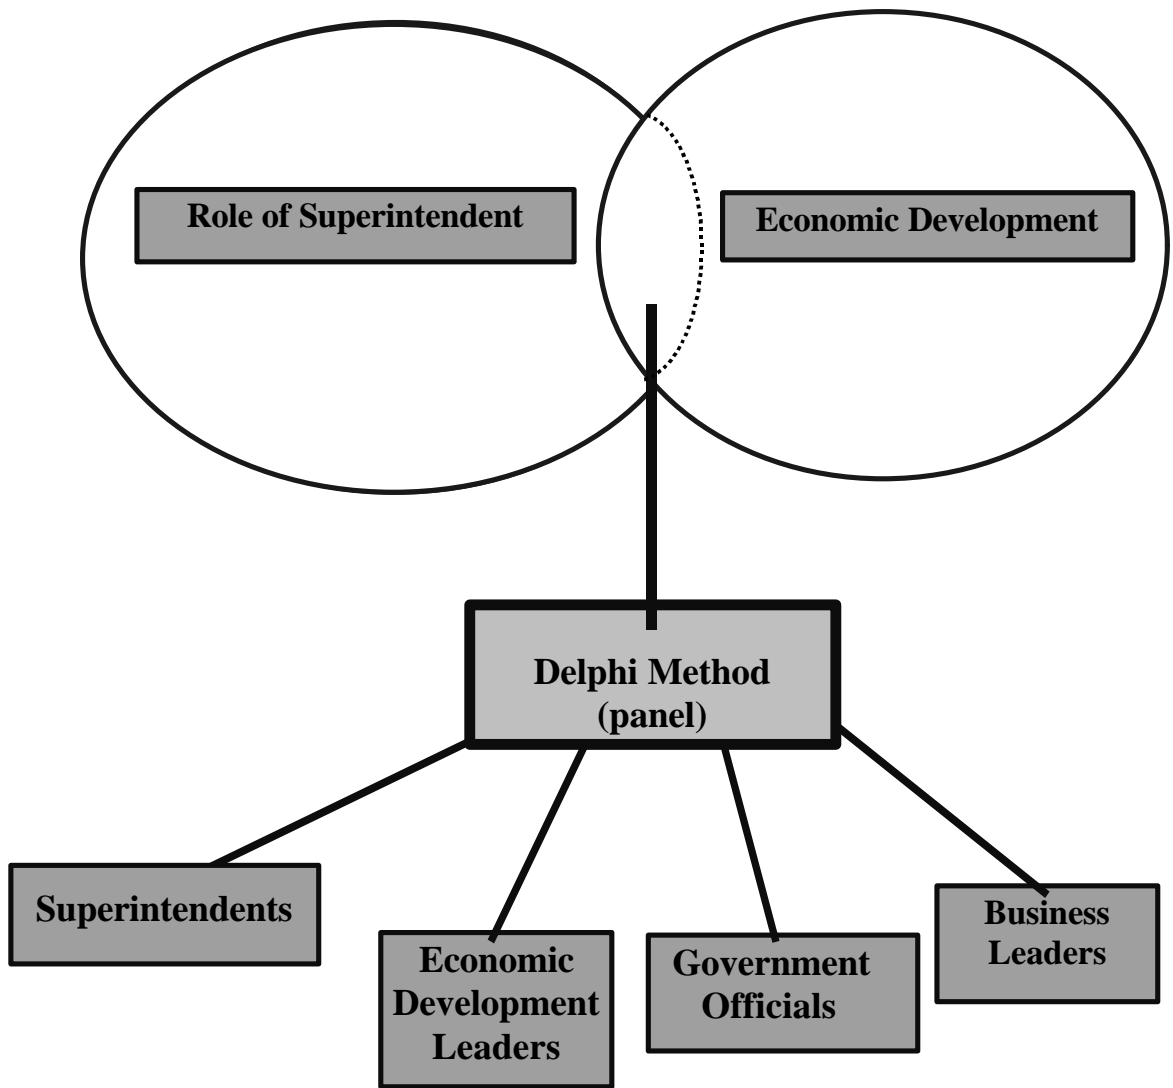 Role of Superintendent
Economic Development
Delphi Method
(panel)
Superintendents
Economic
Development
Leaders
Government
Officials
Business
Leaders